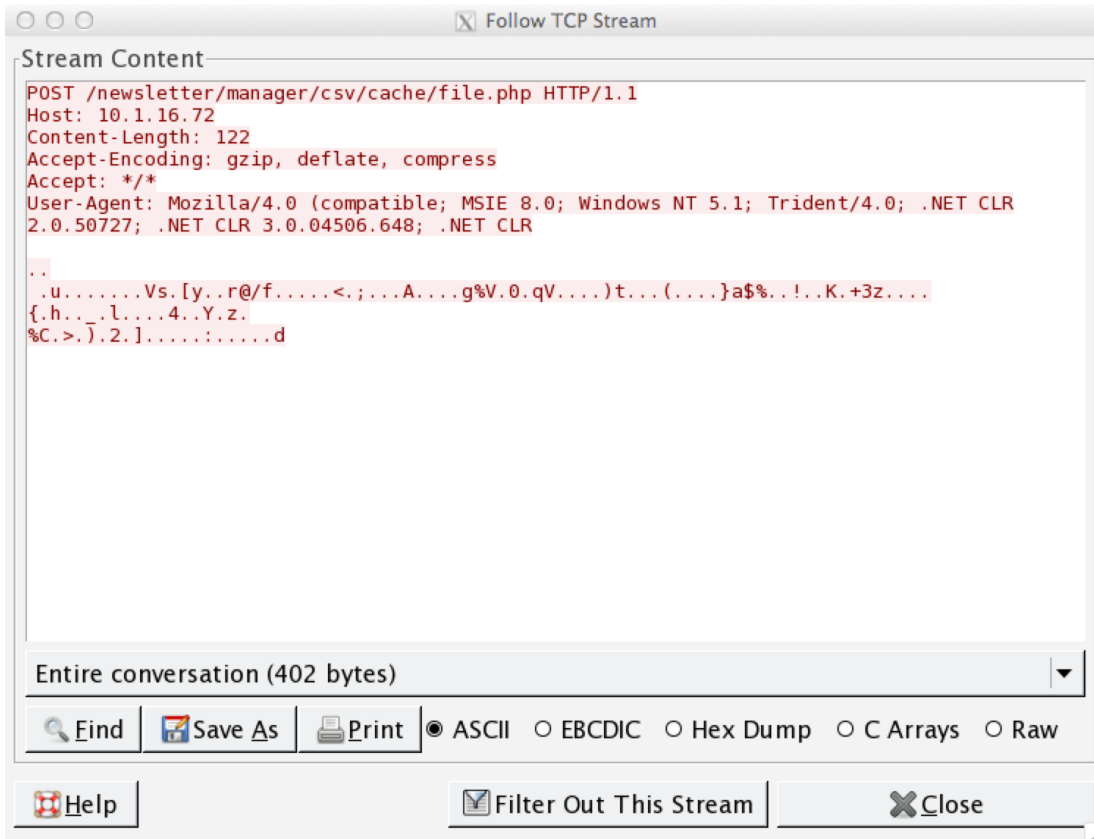 Follow TCP Stream
Stream Content
POST /newsletter/manager/csv/cache/file.php HTTP/1.1
Host: 10.1.16.72
Content-Length: 122
Accept-Encoding: gzip, deflate, compress
Accept: */*
User-Agent: Mozilla/4.0 (compatible; MSIE 8.0; Windows NT 5.1; Trident/4.0; .NET CLR
2.0.50727; .NET CLR 3.0.04506.648; .NET CLR
..
.u.......Vs.[y..r@/f.....<.;...A....g%V.0.qV....)t...(....}a$%..!..K.+3z....
{.h.._.l....4..Y.z.
%C.>.).2.].....:.....d
Entire conversation (402 bytes)
Find Save As Print ASCII EBCDIC Hex Dump C Arrays Raw
Help Filter Out This Stream Close